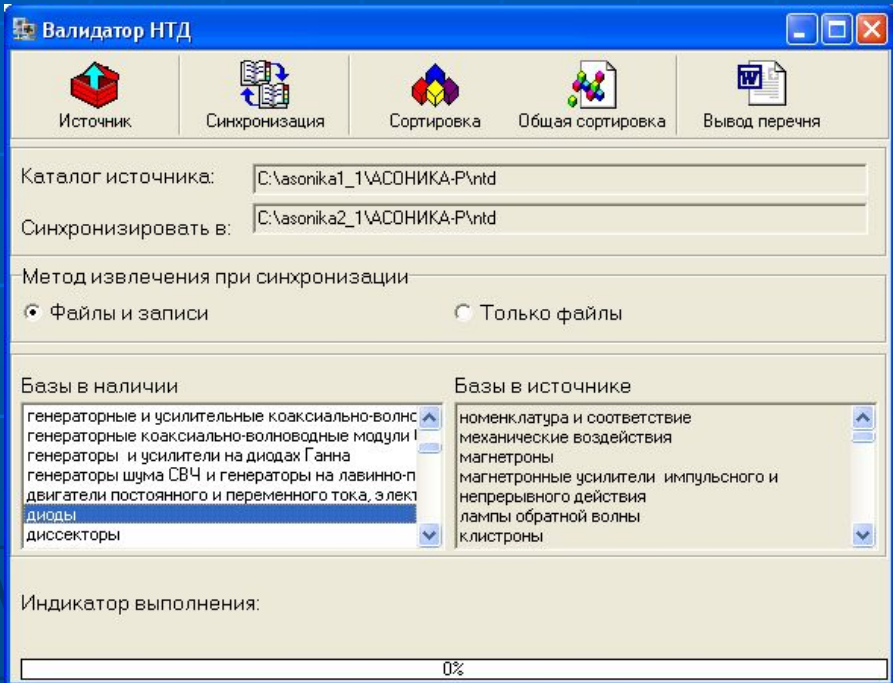 Валидатор НТД
Источник
Синхронизация
Сортировка
Общая сортировка
Вывод перечня
Каталог источника:
C:\asonika1_1\АСОНИКА-Р\ntd
Синхронизировать в:
C:\asonika2_1\АСОНИКА-Р\ntd
Метод извлечения при синхронизации
Файлы и записи
Только файлы
Базы в наличии
генераторные и усилительные коаксиально-волно
генераторные коаксиально-волноводные модули
генераторы и усилители на диодах Ганна
генераторы шума СВЧ и генераторы на лавинно-п
двигатели постоянного и переменного тока, элект
диоды
диссекторы
Базы в источнике
номенклатура и соответствие
механические воздействия
магнетроны
магнетронные усилители импульсного и
непрерывного действия
лампы обратной волны
клистроны
Индикатор выполнения:
0%